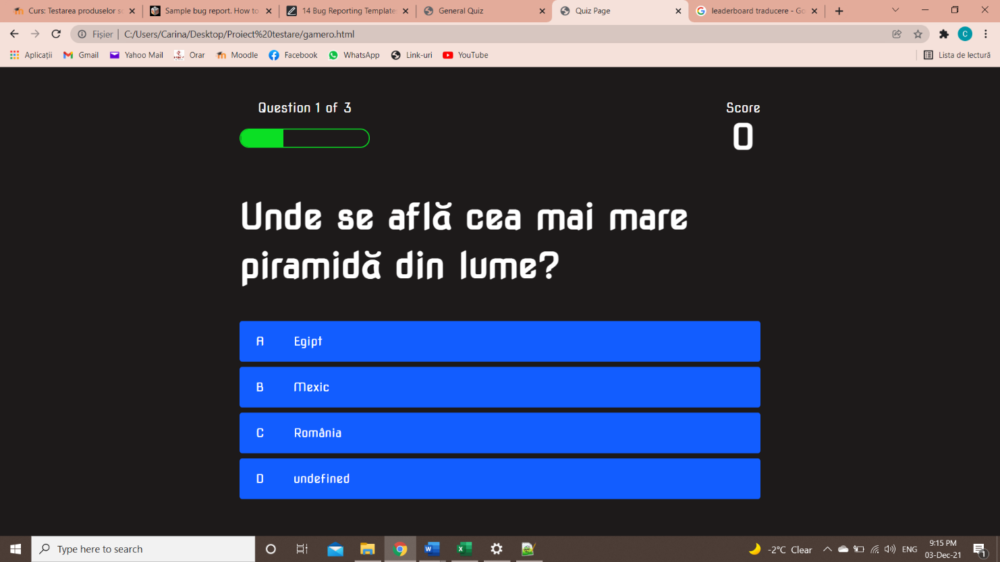 Curs: Testarea produselor s
Sample bug report. How to
14 Bug Reporting Template
General Quiz
Quiz Page
leaderboard traducere - Go
Fișier
C:/Users/Carina/Desktop/Proiect%20testare/gamero.html
C
Aplicații
Gmail
Yahoo Mail
Orar
Moodle
Facebook
WhatsApp
Link-uri
YouTube
Lista de lectură
Question 1 of 3
Score
0
Unde se află cea mai mare
piramidă din lume?
A Egipt
B Mexic
C România
D undefined
Type here to search
-2°C Clear
ENG
9:15 PM
03-Dec-21
1